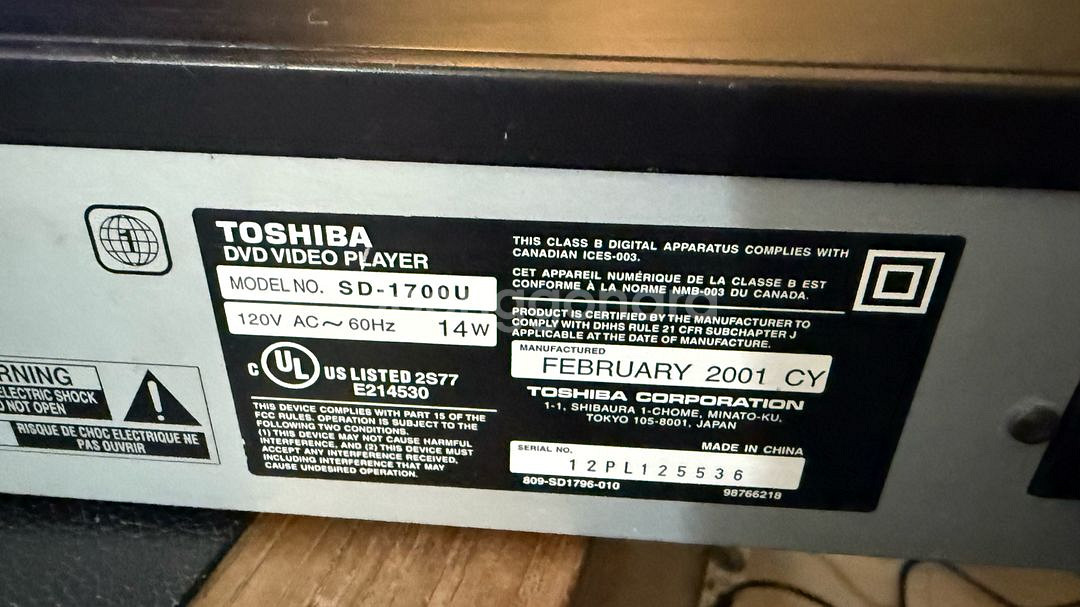 1
TOSHIBA
DVD VIDEO PLAYER
MODEL NO. SD-1700U
120V AC～ 60Hz 14W
C UL US LISTED 2S77
E214530
THIS DEVICE COMPLIES WITH PART 15 OF THE
FCC RULES. OPERATION IS SUBJECT TO THE
FOLLOWING TWO CONDITIONS.
(1) THIS DEVICE MAY NOT CAUSE HARMFUL
INTERFERENCE, AND (2) THIS DEVICE MUST
ACCEPT ANY INTERFERENCE RECEIVED,
INCLUDING INTERFERENCE THAT MAY
CAUSE UNDESIRED OPERATION.
THIS CLASS B DIGITAL APPARATUS COMPLIES WITH
CANADIAN ICES-003.
CET APPAREIL NUMÉRIQUE DE LA CLASSE B EST
CONFORME À LA NORME NMB-003 DU CANADA.
PRODUCT IS CERTIFIED BY THE MANUFACTURER TO
COMPLY WITH DHHS RULE 21 CFR SUBCHAPTER J
APPLICABLE AT THE DATE OF MANUFACTURE.
MANUFACTURED
FEBRUARY 2001 CY
TOSHIBA CORPORATION
1-1, SHIBAURA 1-CHOME, MINATO-KU,
TOKYO 105-8001, JAPAN
MADE IN CHINA
SERIAL NO.
12PL125536
809-SD1796-010 98766218
RNING
ELECTRIC SHOCK
NOT OPEN
RISQUE DE CHOC ELECTRIQUE NE
PAS OUVRIR